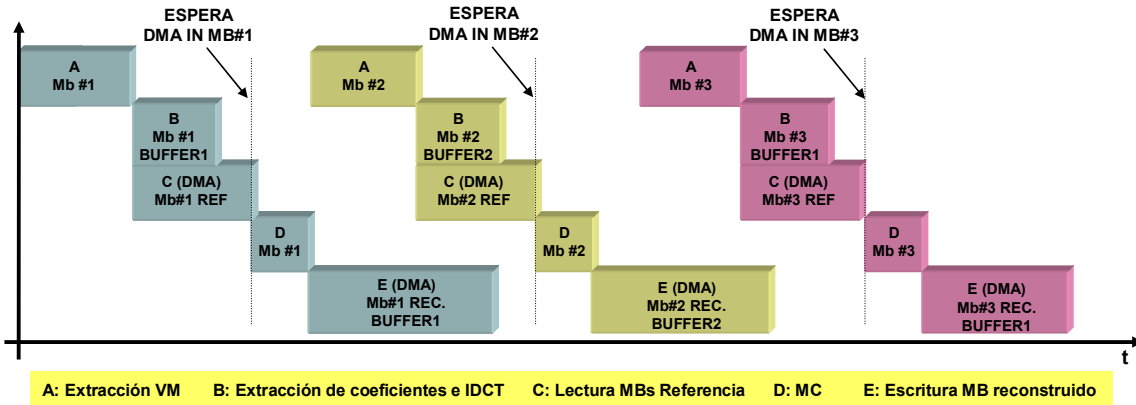 ESPERA
DMA IN MB#1
ESPERA
DMA IN MB#2
ESPERA
DMA IN MB#3
A
Mb #1
A
Mb #2
A
Mb #3
B
Mb #1
BUFFER1
B
Mb #2
BUFFER2
B
Mb #3
BUFFER1
C (DMA)
Mb#1 REF
C (DMA)
Mb#2 REF
C (DMA)
Mb#3 REF
D
Mb #1
D
Mb #2
D
Mb #3
E (DMA)
Mb#1 REC.
BUFFER1
E (DMA)
Mb#2 REC.
BUFFER2
E (DMA)
Mb#3 REC.
BUFFER1
t
A: Extracción VM B: Extracción de coeficientes e IDCT C: Lectura MBs Referencia D: MC E: Escritura MB reconstruido